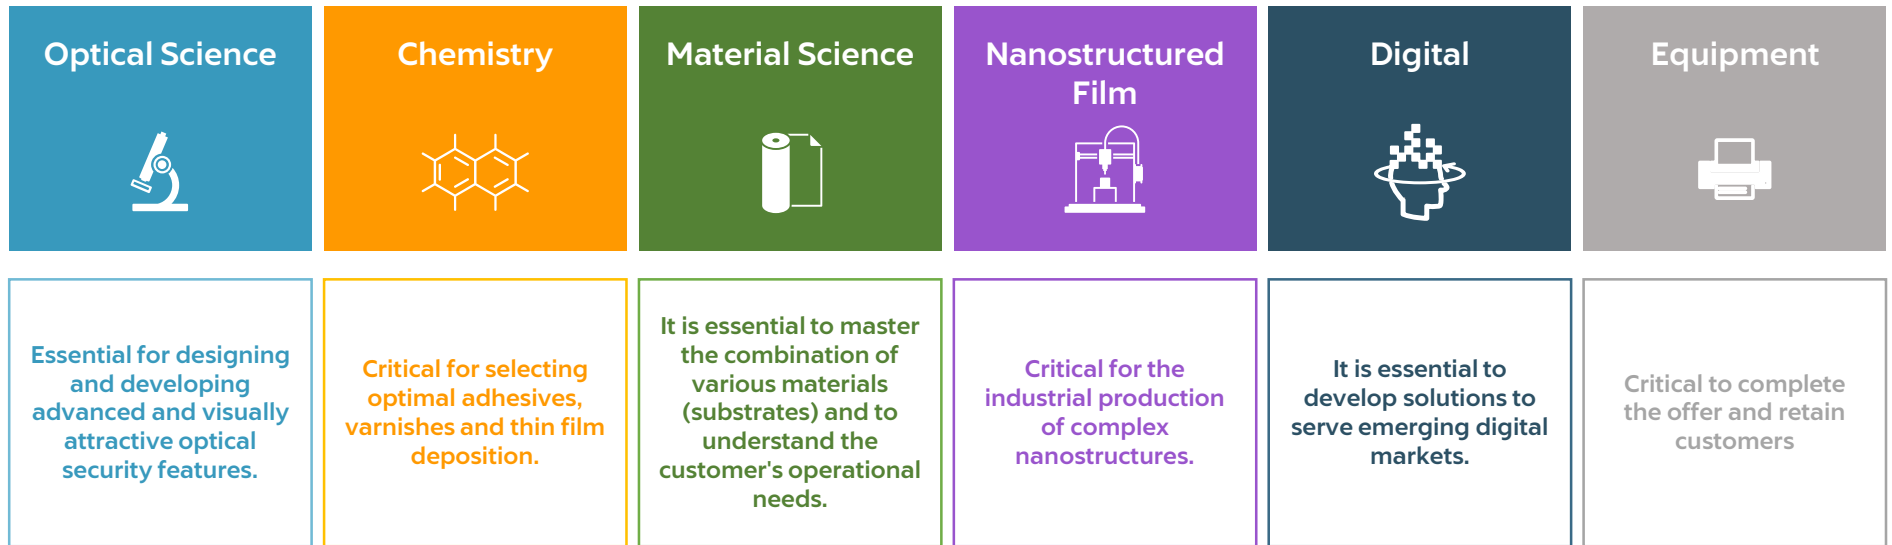 Optical Science
Chemistry
Material Science
Nanostructured
Film
Digital
Equipment
Essential for designing
and developing
advanced and visually
attractive optical
security features.
Critical for selecting
optimal adhesives,
varnishes and thin film
deposition.
It is essential to master
the combination of
various materials
(substrates) and to
understand the
customer's operational
needs.
Critical for the
industrial production
of complex
nanostructures.
It is essential to
develop solutions to
serve emerging digital
markets.
Critical to complete
the offer and retain
customers